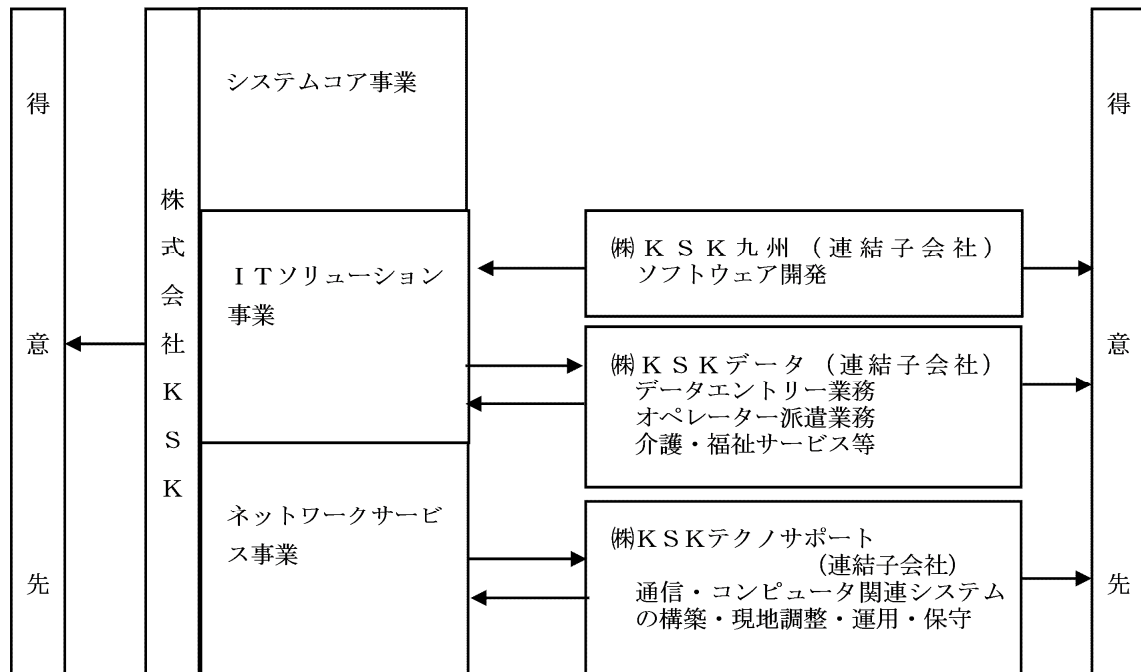 得意先
株式会社KSK
システムコア事業
ITソリューション
事業
ネットワークサービ
ス事業
㈱KSK九州(連結子会社)
ソフトウェア開発
㈱KSKデータ(連結子会社)
データエントリー業務
オペレーター派遣業務
介護・福祉サービス等
㈱KSKテクノサポート
(連結子会社)
通信・コンピュータ関連システム
の構築・現地調整・運用・保守
得意先